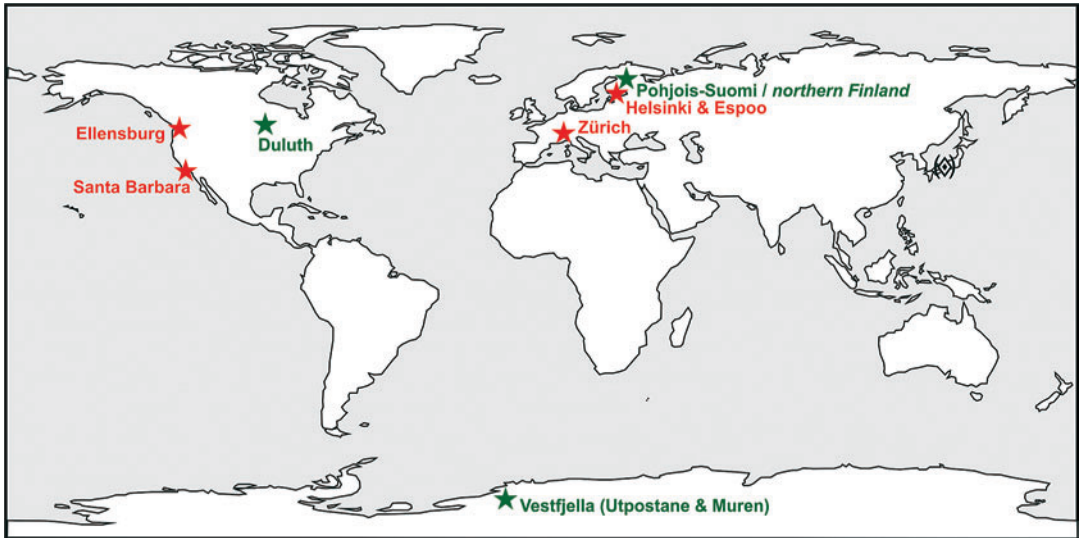 Pohjois-Suomi / northern Finland
Helsinki & Espoo
Zürich
Ellensburg
Duluth
Santa Barbara
Vestfjella (Utpostane & Muren)